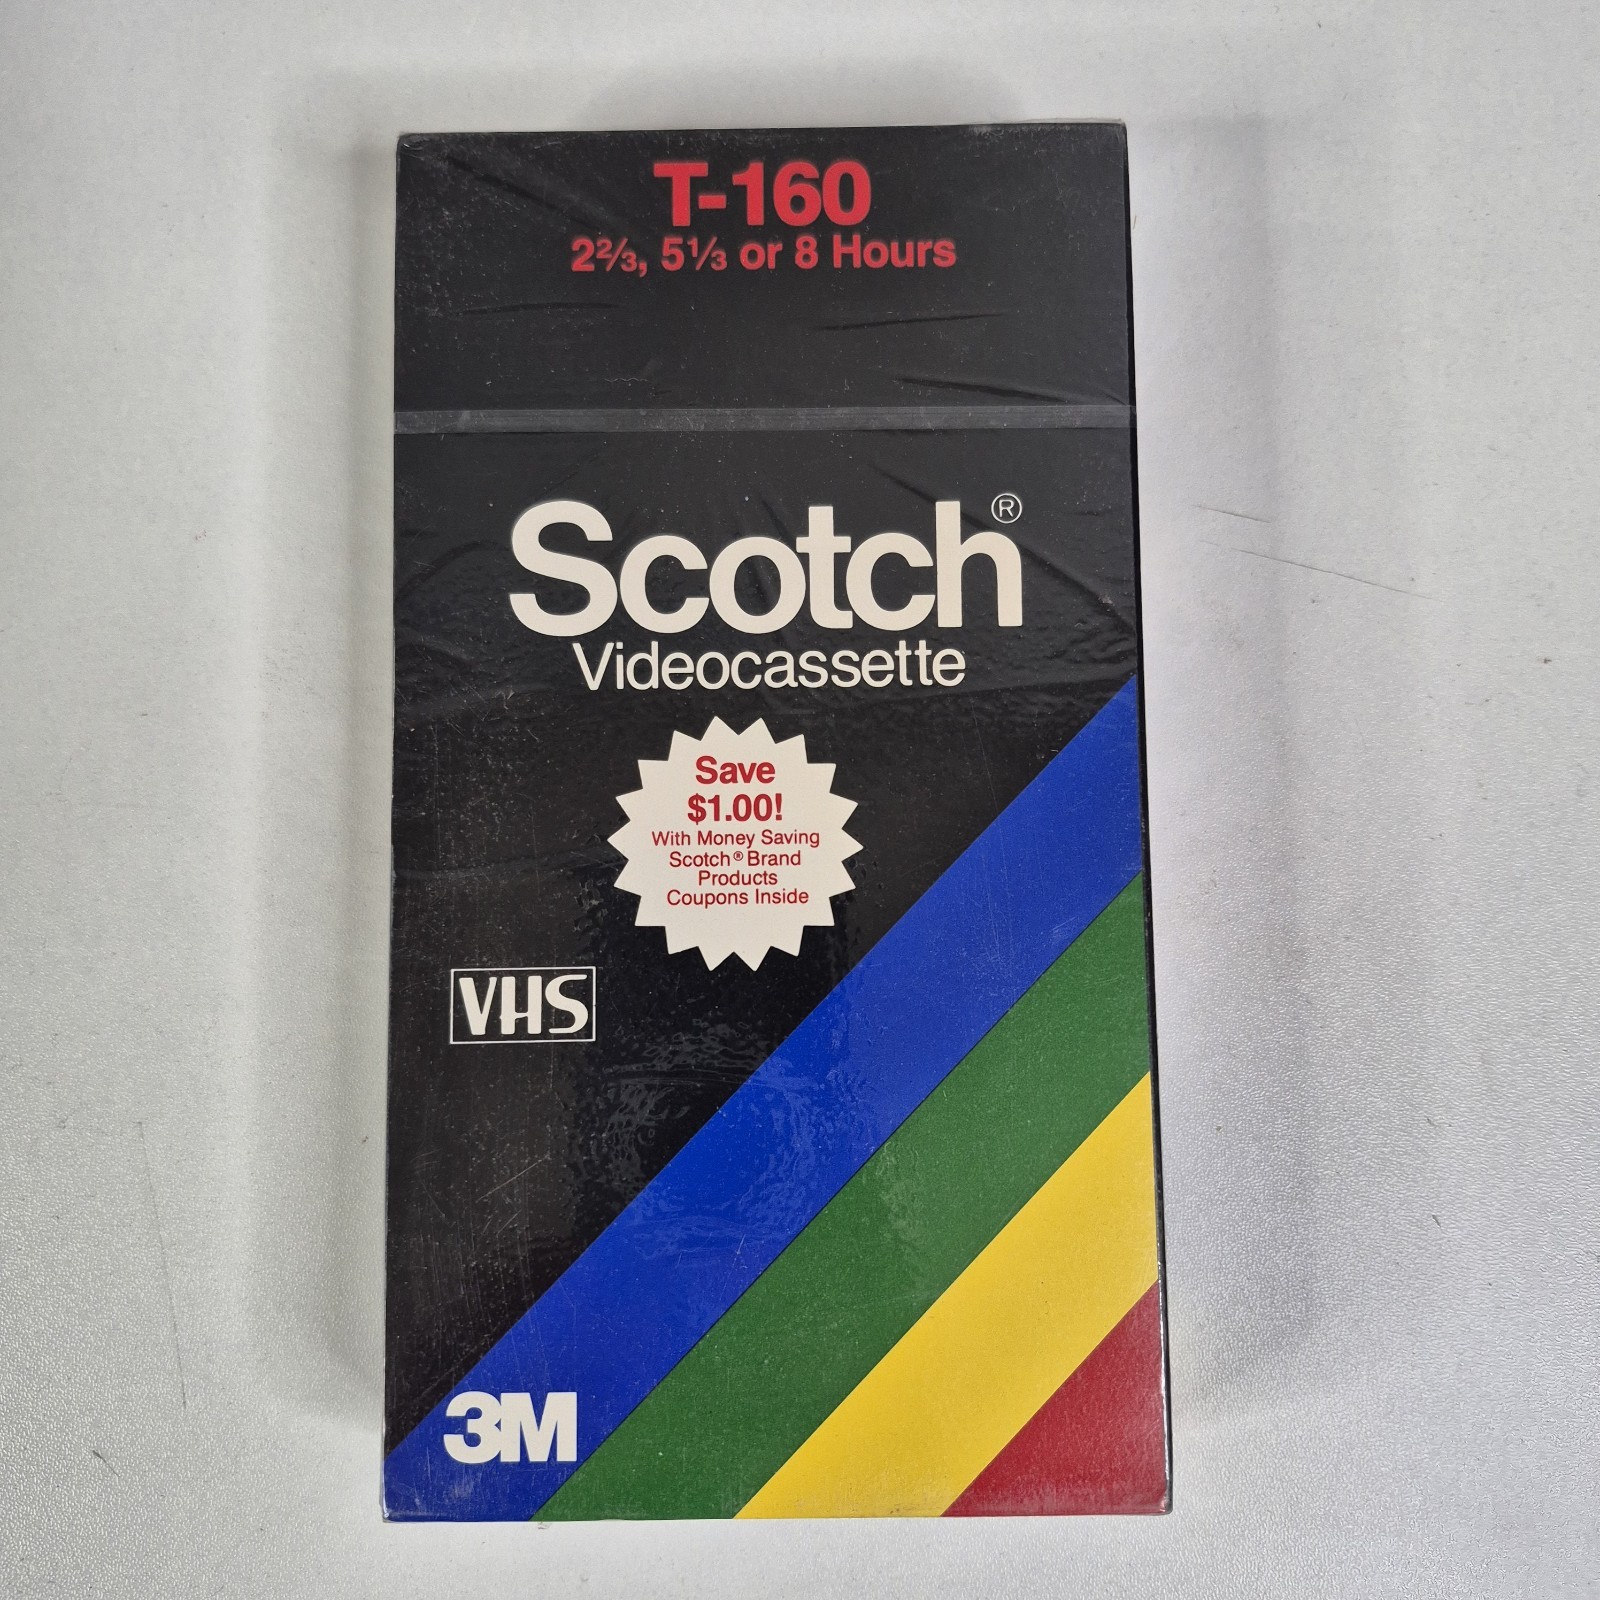 T-160
2⅔, 5⅓ or 8 Hours
Scotch®
Videocassette
Save
$1.00!
With Money Saving
Scotch® Brand
Products
Coupons Inside
VHS
3M